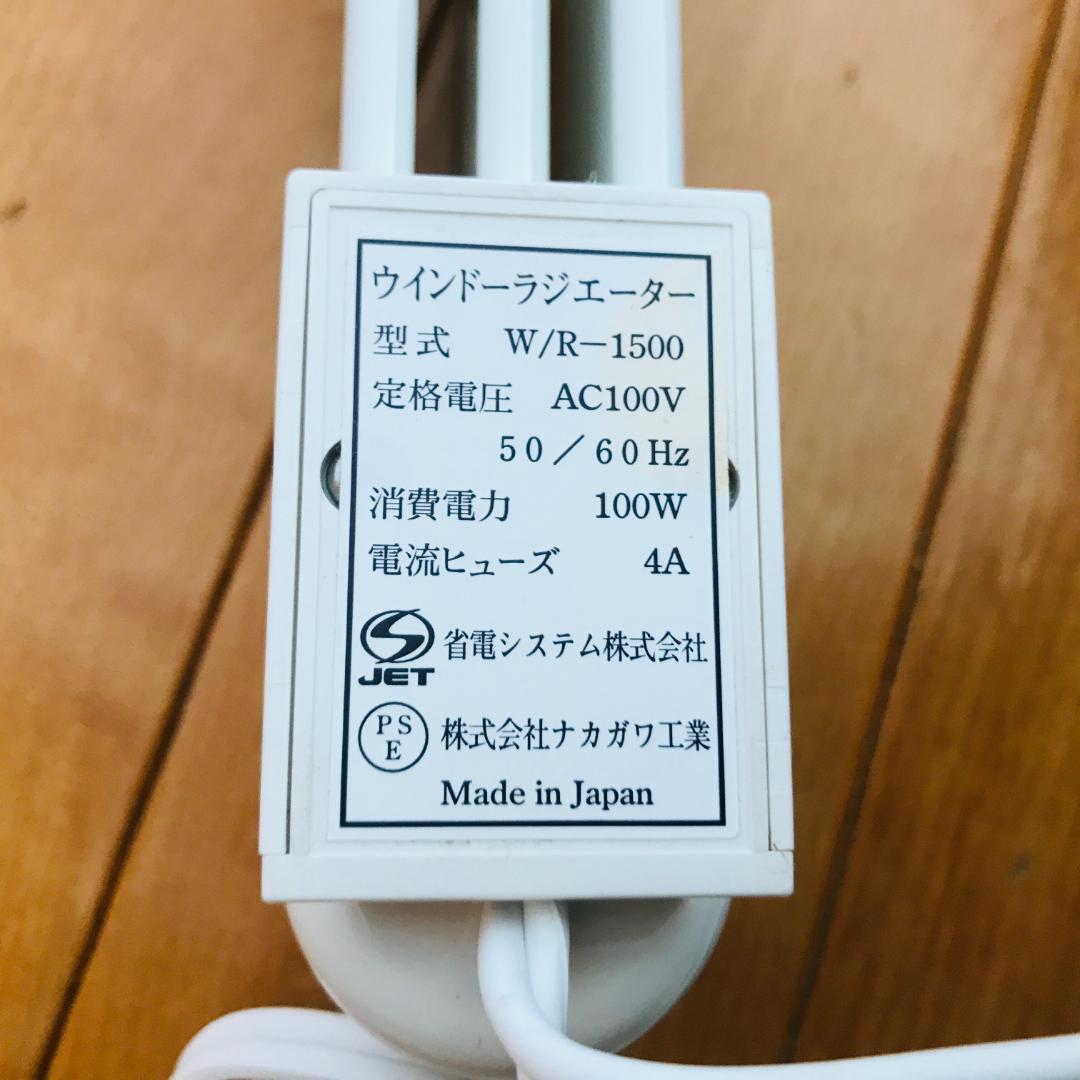 ウインドーラジエーター
型式 W/R-1500
定格電圧 AC100V
50/60Hz
消費電力 100W
電流ヒューズ 4A
JET 省電システム株式会社
PSE 株式会社ナカガワ工業
Made in Japan